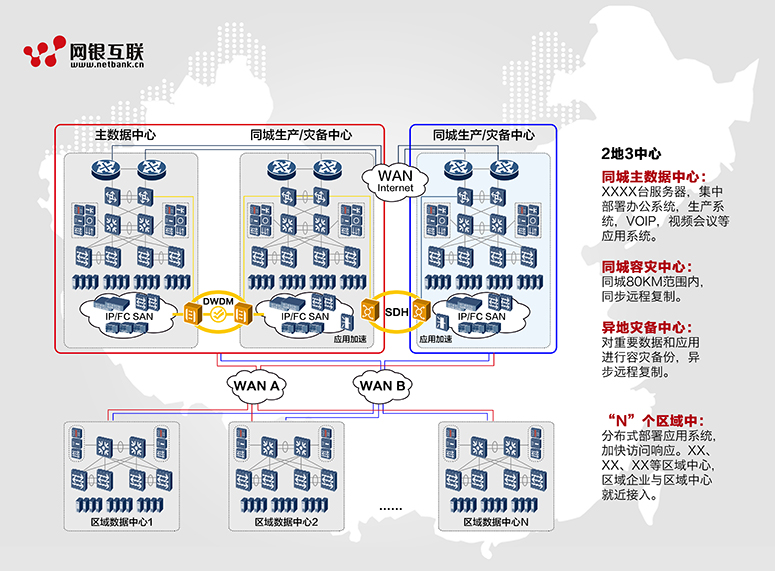 网银互联
www.netbank.cn
主数据中心
同城生产/灾备中心
同城生产/灾备中心
WAN
Internet
DWDM
SDH
IP/FC SAN
IP/FC SAN
IP/FC SAN
应用加速
应用加速
WAN A
WAN B
区域数据中心1
区域数据中心2
......
区域数据中心N
2地3中心
同城主数据中心：
XXXX台服务器，集中
部署办公系统，生产系
统，VOIP，视频会议等
应用系统。
同城容灾中心：
同城80KM范围内，
同步远程复制。
异地灾备中心：
对重要数据和应用
进行容灾备份，异
步远程复制。
“N”个区域中：
分布式部署应用系统，
加快访问响应。XX、
XX、XX等区域中心，
区域企业与区域中心
就近接入。